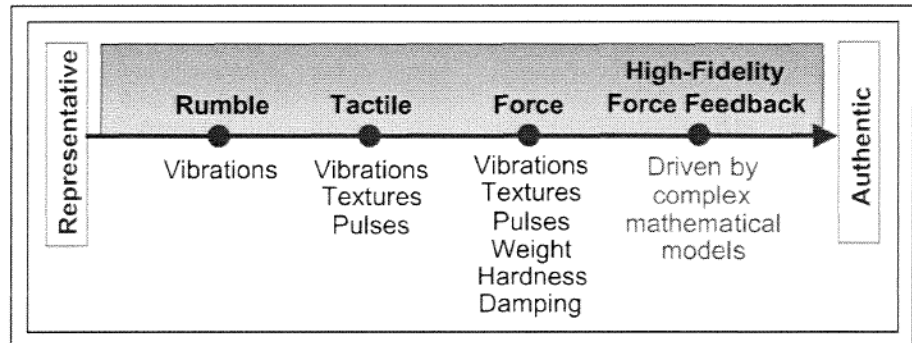 Representative
Rumble
Vibrations
Tactile
Vibrations
Textures
Pulses
Force
Vibrations
Textures
Pulses
Weight
Hardness
Damping
High-Fidelity
Force Feedback
Driven by
complex
mathematical
models
Authentic